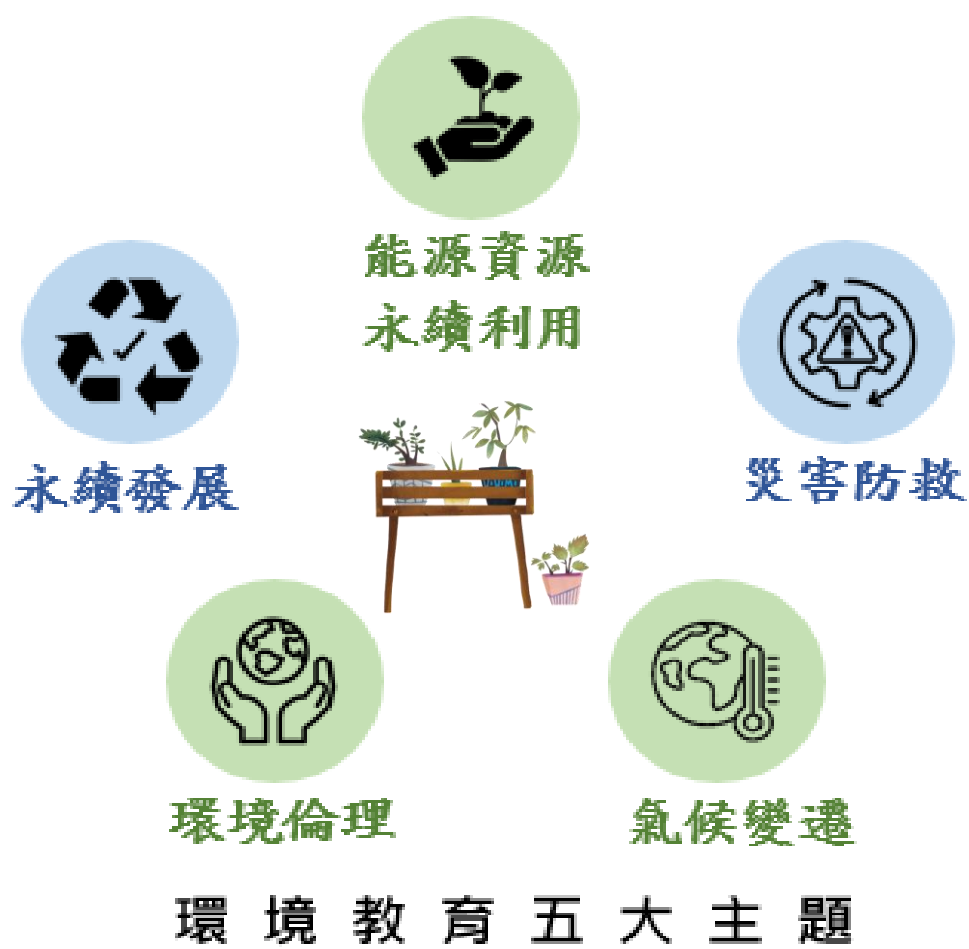 能源資源
永續利用
永續發展
災害防救
環境倫理
氣候變遷
環境教育五大主題